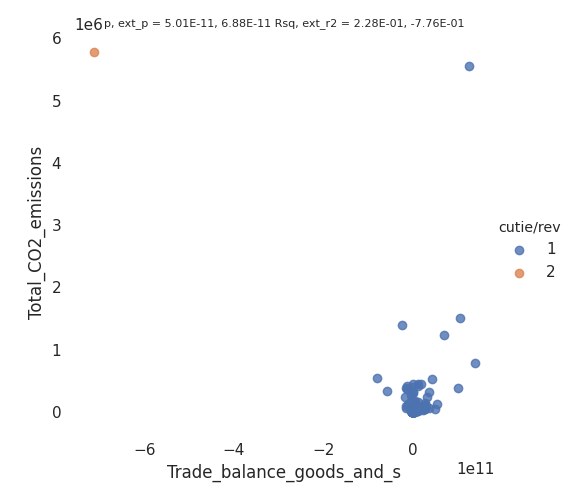 1e6
p, ext_p = 5.01E-11, 6.88E-11 Rsq, ext_r2 = 2.28E-01, -7.76E-01
6
5
4
3
2
1
0
Total_CO2_emissions
cutie/rev
1
2
−6
−4
−2
0
1e11
Trade_balance_goods_and_s